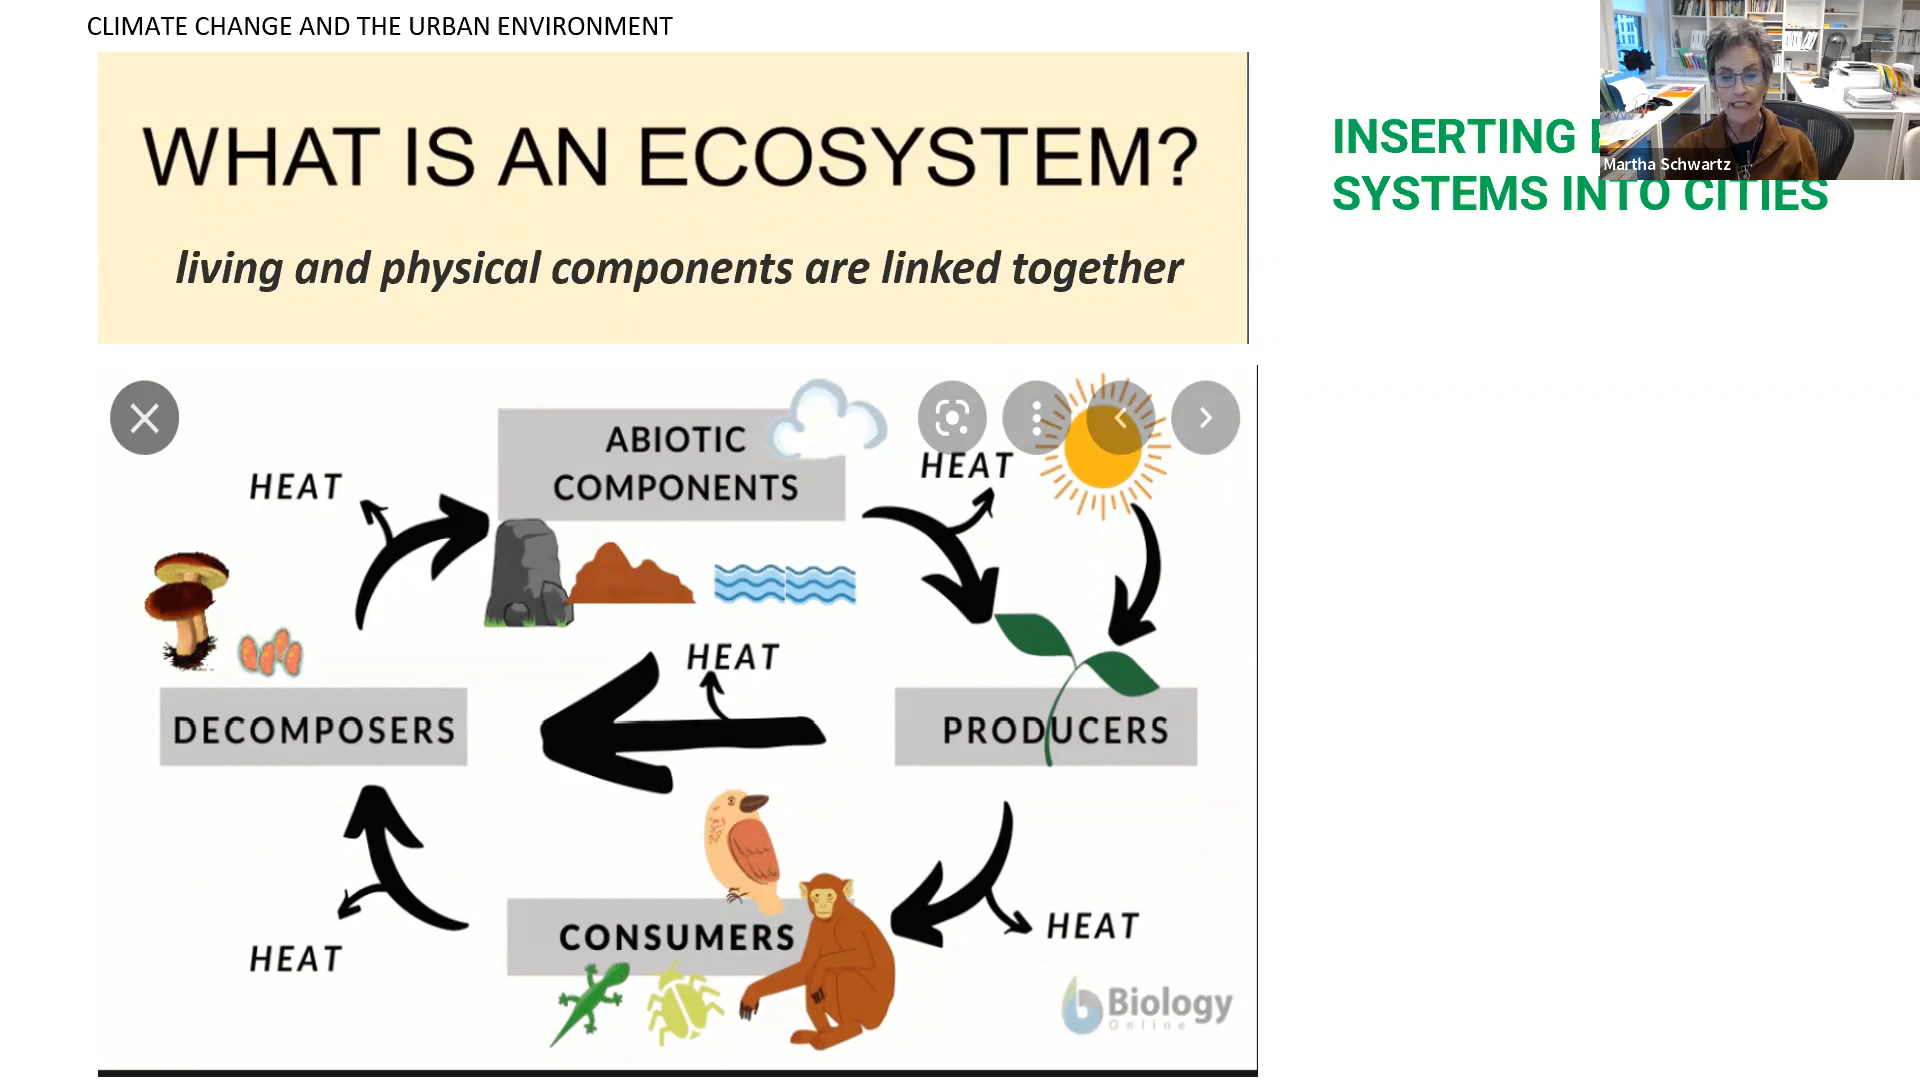 CLIMATE CHANGE AND THE URBAN ENVIRONMENT
WHAT IS AN ECOSYSTEM?
living and physical components are linked together
INSERTING
SYSTEMS INTO CITIES
Martha Schwartz
ABIOTIC
COMPONENTS
HEAT
HEAT
HEAT
DECOMPOSERS
PRODUCERS
CONSUMERS
HEAT
HEAT
Biology
Online